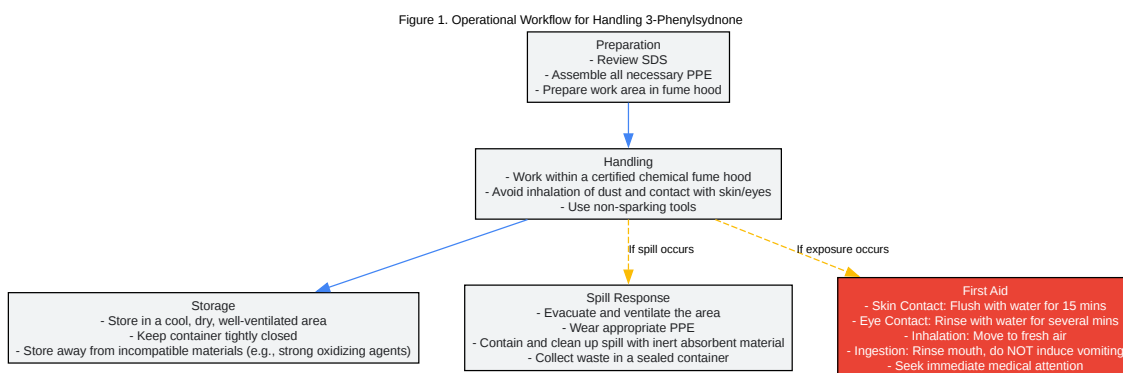 Figure 1. Operational Workflow for Handling 3-Phenylsydnone
Preparation
- Review SDS
- Assemble all necessary PPE
- Prepare work area in fume hood
Handling
- Work within a certified chemical fume hood
- Avoid inhalation of dust and contact with skin/eyes
- Use non-sparking tools
If spill occurs
If exposure occurs
Storage
- Store in a cool, dry, well-ventilated area
- Keep container tightly closed
- Store away from incompatible materials (e.g., strong oxidizing agents)
Spill Response
- Evacuate and ventilate the area
- Wear appropriate PPE
- Contain and clean up spill with inert absorbent material
- Collect waste in a sealed container
First Aid
- Skin Contact: Flush with water for 15 mins
- Eye Contact: Rinse with water for several mins
- Inhalation: Move to fresh air
- Ingestion: Rinse mouth, do NOT induce vomiting
- Seek immediate medical attention